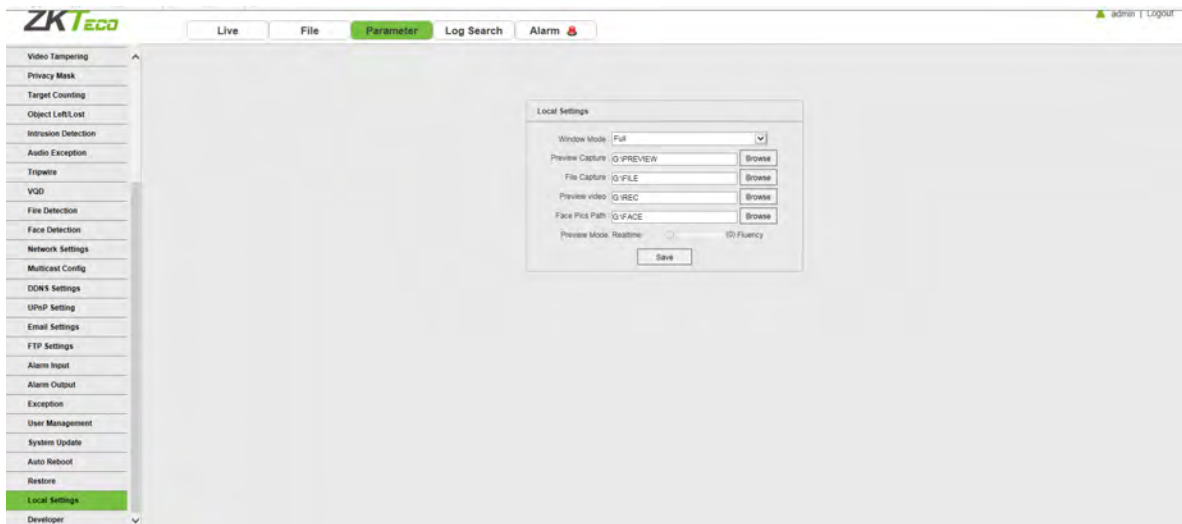 admin | Logout
ZKTeco
Live File Parameter Log Search Alarm
Video Tampering
Privacy Mask
Target Counting
Object Left/Lost
Intrusion Detection
Audio Exception
Tripwire
VQD
Fire Detection
Face Detection
Network Settings
Multicast Config
DDNS Settings
UPnP Setting
Email Settings
FTP Settings
Alarm Input
Alarm Output
Exception
User Management
System Update
Auto Reboot
Restore
Local Settings
Developer
Local Settings
Window Mode Full
Preview Capture G:\PREVIEW Browse
File Capture G:\FILE Browse
Preview video G:\REC Browse
Face Pics Path G:\FACE Browse
Preview Mode Realtime (0) Fluency
Save